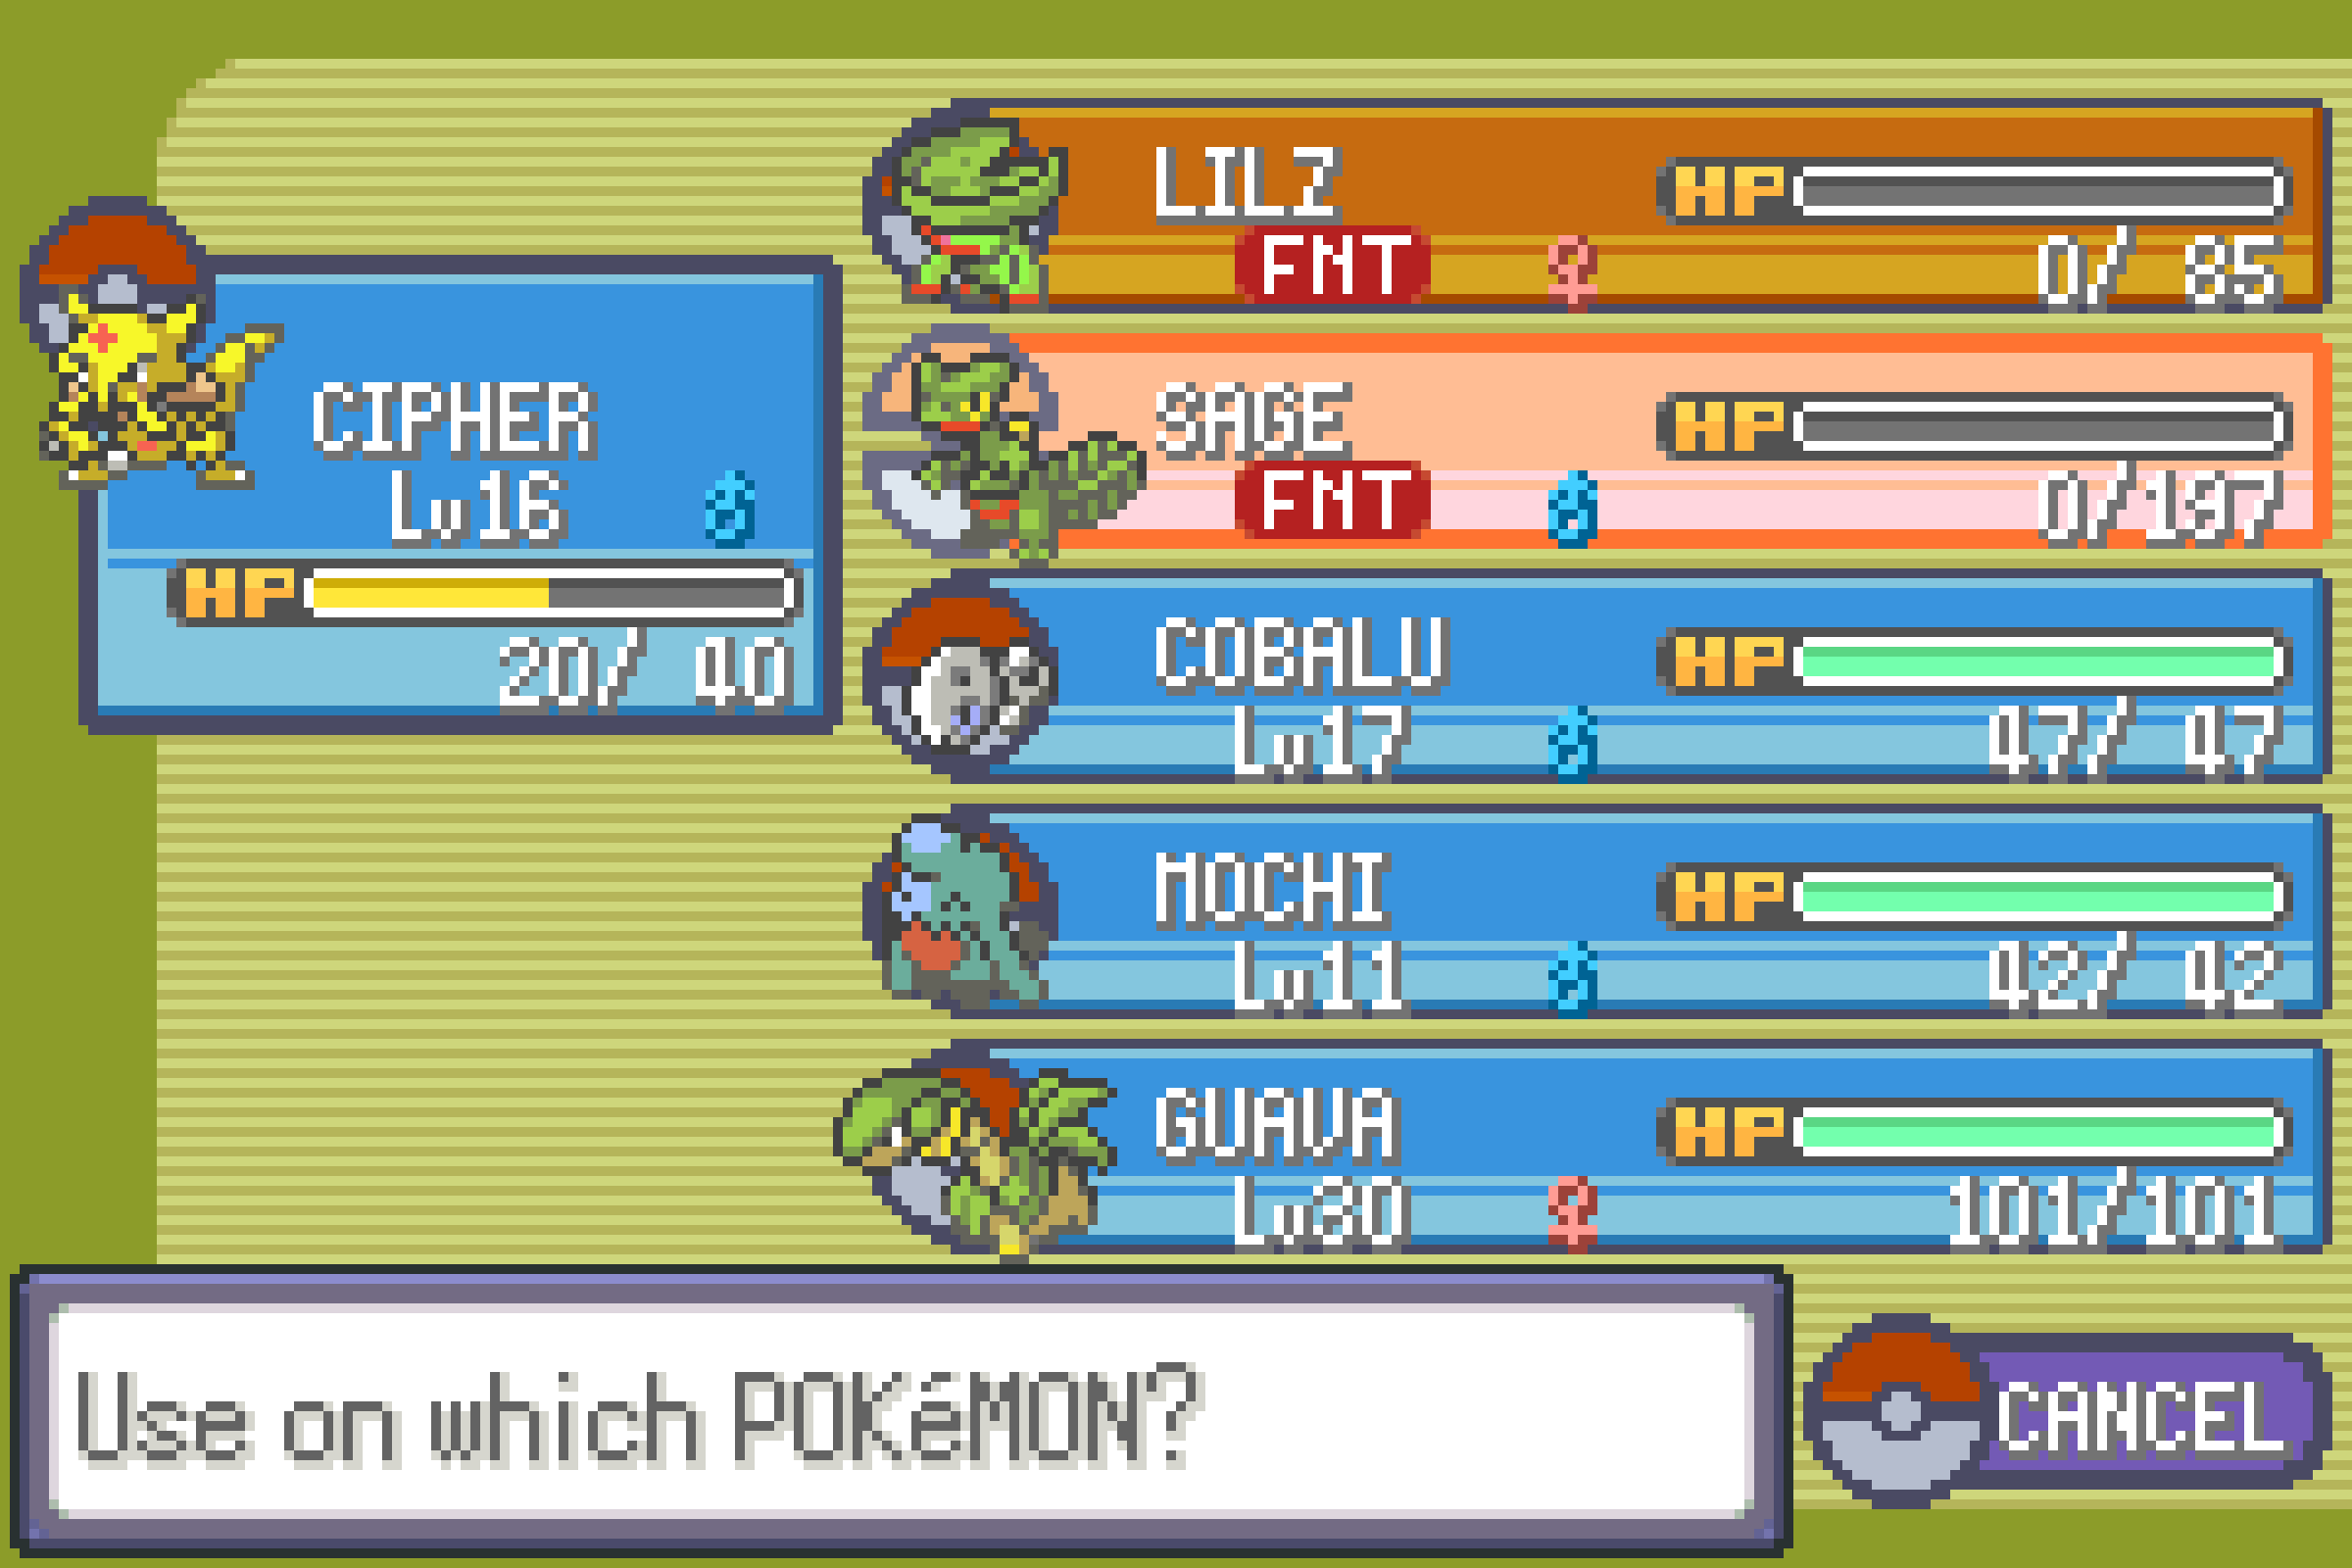 CIPHER
Lv16 ♂
HP
20/ 40
LILZ
HP
FNT ♀
0/ 85
SAGE
HP
FNT ♂
0/197
COBALU
HP
Lv17 ♂
47/ 47
MOCHI
HP
Lv11 ♂
42/ 42
GUAVA
HP
Lv30 ♀
101/101
Use on which POKéMON?
CANCEL